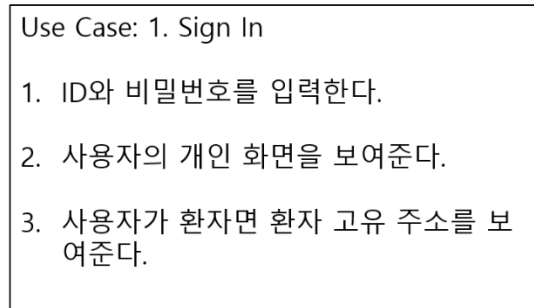 Use Case: 1. Sign In
1. ID와 비밀번호를 입력한다.
2. 사용자의 개인 화면을 보여준다.
3. 사용자가 환자면 환자 고유 주소를 보
여준다.